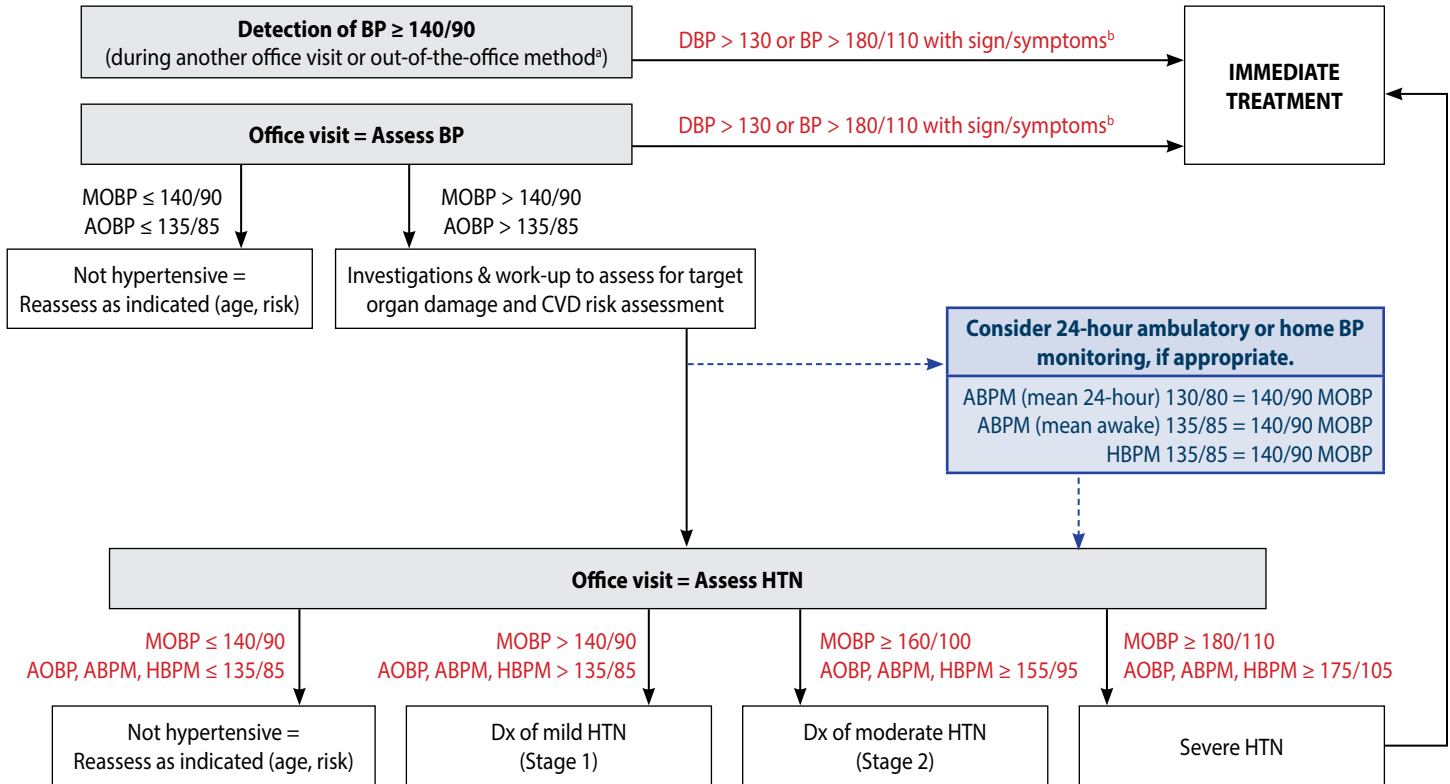 Detection of BP ≥ 140/90
(during another office visit or out-of-the-office methodᵃ)
DBP > 130 or BP > 180/110 with sign/symptomsᵇ
IMMEDIATE
TREATMENT
Office visit = Assess BP
DBP > 130 or BP > 180/110 with sign/symptomsᵇ
MOBP ≤ 140/90
AOBP ≤ 135/85
MOBP > 140/90
AOBP > 135/85
Not hypertensive =
Reassess as indicated (age, risk)
Investigations & work-up to assess for target
organ damage and CVD risk assessment
Consider 24-hour ambulatory or home BP
monitoring, if appropriate.
ABPM (mean 24-hour) 130/80 = 140/90 MOBP
ABPM (mean awake) 135/85 = 140/90 MOBP
HBPM 135/85 = 140/90 MOBP
Office visit = Assess HTN
MOBP ≤ 140/90
AOBP, ABPM, HBPM ≤ 135/85
MOBP > 140/90
AOBP, ABPM, HBPM > 135/85
MOBP ≥ 160/100
AOBP, ABPM, HBPM ≥ 155/95
MOBP ≥ 180/110
AOBP, ABPM, HBPM ≥ 175/105
Not hypertensive =
Reassess as indicated (age, risk)
Dx of mild HTN
(Stage 1)
Dx of moderate HTN
(Stage 2)
Severe HTN